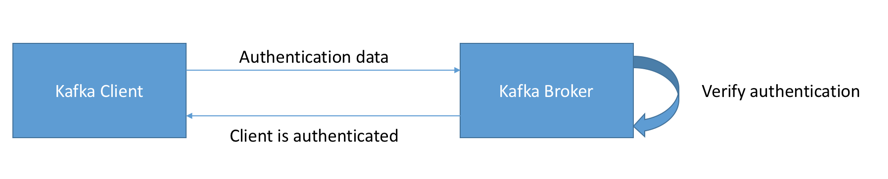 Authentication data
Kafka Client
Kafka Broker
Verify authentication
Client is authenticated